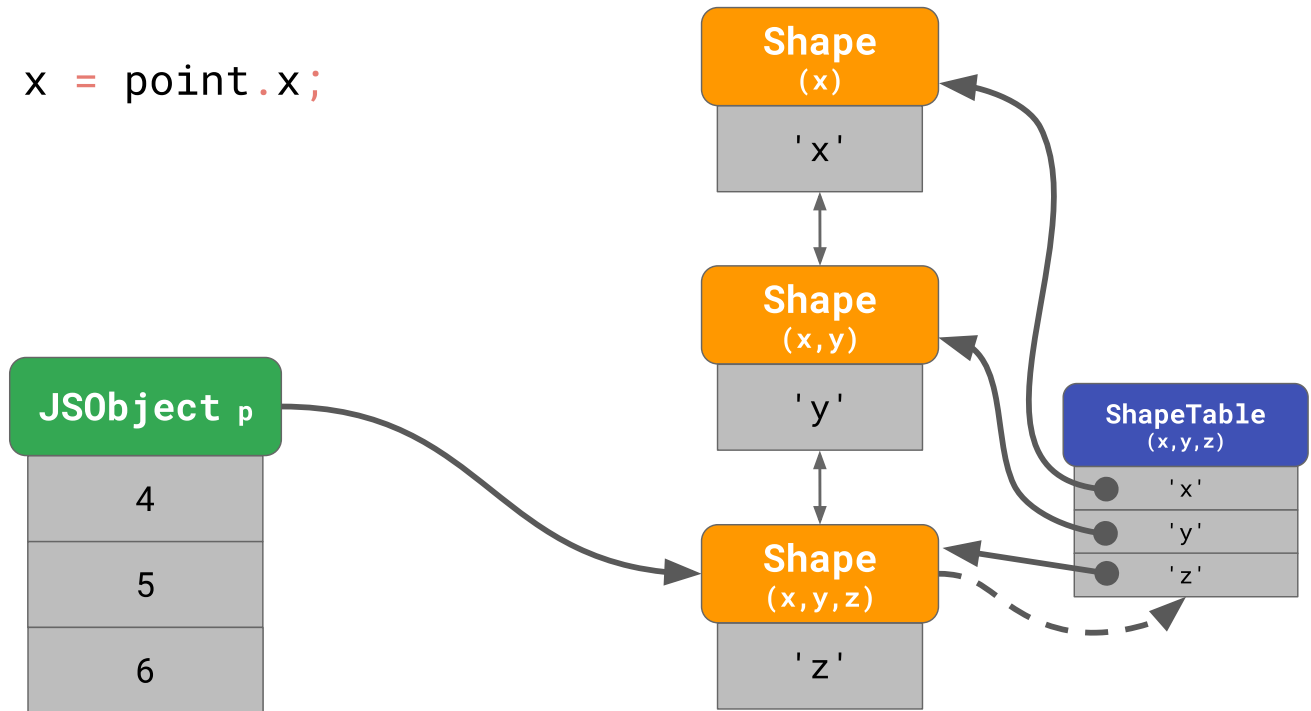 x = point.x;
Shape
(x)
'x'
Shape
(x,y)
'y'
Shape
(x,y,z)
'z'
JSObject p
4
5
6
ShapeTable
(x,y,z)
'x'
'y'
'z'